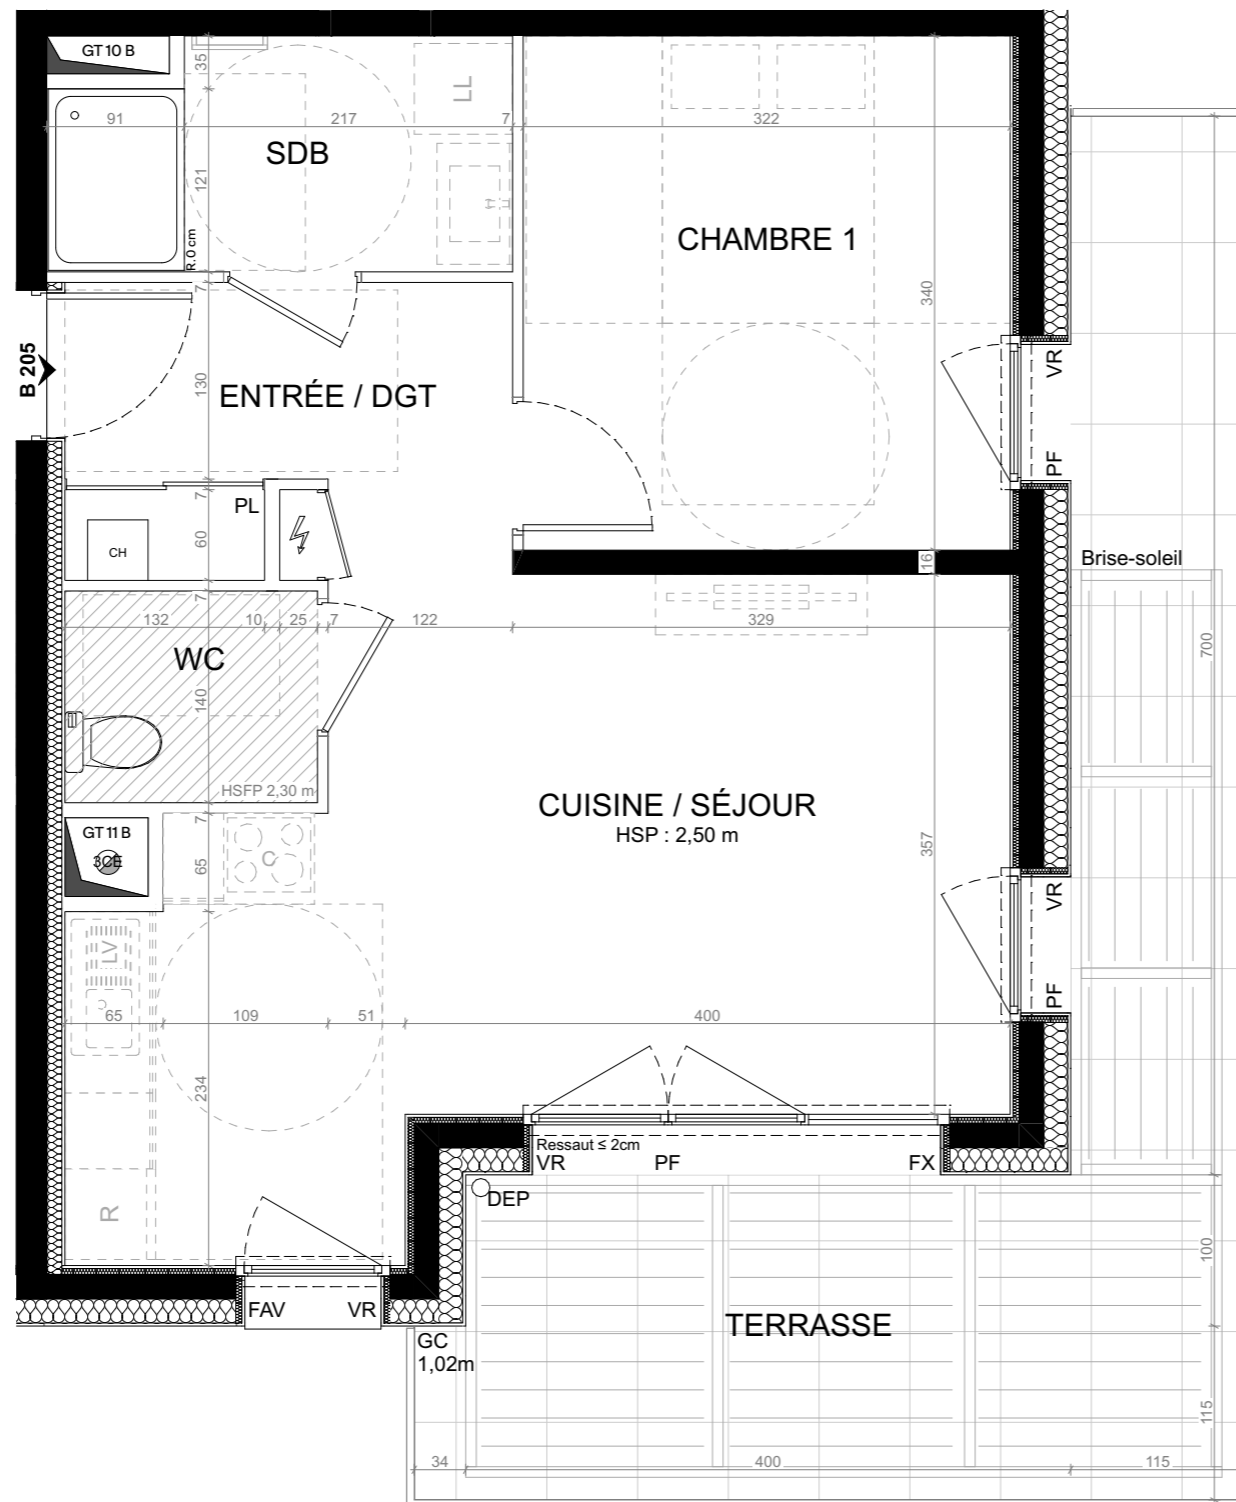 GT 10 B
35
LL
91
217
7
322
SDB
121
CHAMBRE 1
R. 0 cm
7
340
B 205
VR
130
ENTRÉE / DGT
PF
7
PL
60
CH
16
Brise-soleil
7
132
10
25
7
122
329
700
WC
140
HSFP 2,30 m
CUISINE / SÉJOUR
HSP : 2,50 m
GT 11 B
7
3CE
C
65
357
VR
LV
PF
65
109
51
400
234
Ressaut ≤ 2cm
VR
PF
FX
R
DEP
100
FAV
VR
TERRASSE
GC
1,02m
115
34
400
115